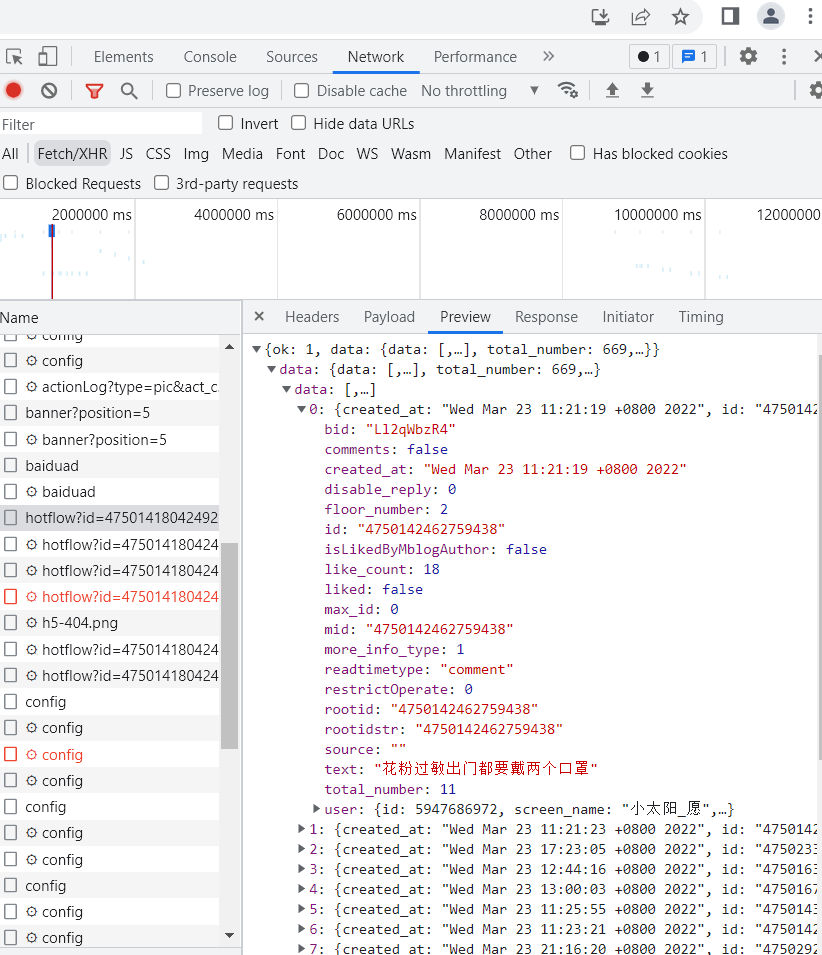 Elements Console Sources Network Performance » 1 1
Preserve log Disable cache No throttling
Filter Invert Hide data URLs
All Fetch/XHR JS CSS Img Media Font Doc WS Wasm Manifest Other Has blocked cookies
Blocked Requests 3rd-party requests
2000000 ms 4000000 ms 6000000 ms 8000000 ms 10000000 ms 12000000
Name
config
config
actionLog?type=pic&act_c
banner?position=5
banner?position=5
baiduad
baiduad
hotflow?id=47501418042492
hotflow?id=475014180424
hotflow?id=475014180424
hotflow?id=475014180424
h5-404.png
hotflow?id=475014180424
hotflow?id=475014180424
config
config
config
config
config
config
config
config
config
config
× Headers Payload Preview Response Initiator Timing
{ok: 1, data: {data: [,…], total_number: 669,…}}
data: {data: [,…], total_number: 669,…}
data: [,…]
0: {created_at: "Wed Mar 23 11:21:19 +0800 2022", id: "4750142
bid: "Ll2qWbzR4"
comments: false
created_at: "Wed Mar 23 11:21:19 +0800 2022"
disable_reply: 0
floor_number: 2
id: "4750142462759438"
isLikedByMblogAuthor: false
like_count: 18
liked: false
max_id: 0
mid: "4750142462759438"
more_info_type: 1
readtimetype: "comment"
restrictOperate: 0
rootid: "4750142462759438"
rootidstr: "4750142462759438"
source: ""
text: "花粉过敏出门都要戴两个口罩"
total_number: 11
user: {id: 5947686972, screen_name: "小太阳_愿",…}
1: {created_at: "Wed Mar 23 11:21:23 +0800 2022", id: "4750142
2: {created_at: "Wed Mar 23 17:23:05 +0800 2022", id: "4750233
3: {created_at: "Wed Mar 23 12:44:16 +0800 2022", id: "4750163
4: {created_at: "Wed Mar 23 13:00:03 +0800 2022", id: "4750167
5: {created_at: "Wed Mar 23 11:25:55 +0800 2022", id: "4750143
6: {created_at: "Wed Mar 23 11:23:21 +0800 2022", id: "4750142
7: {created_at: "Wed Mar 23 21:16:20 +0800 2022", id: "4750292